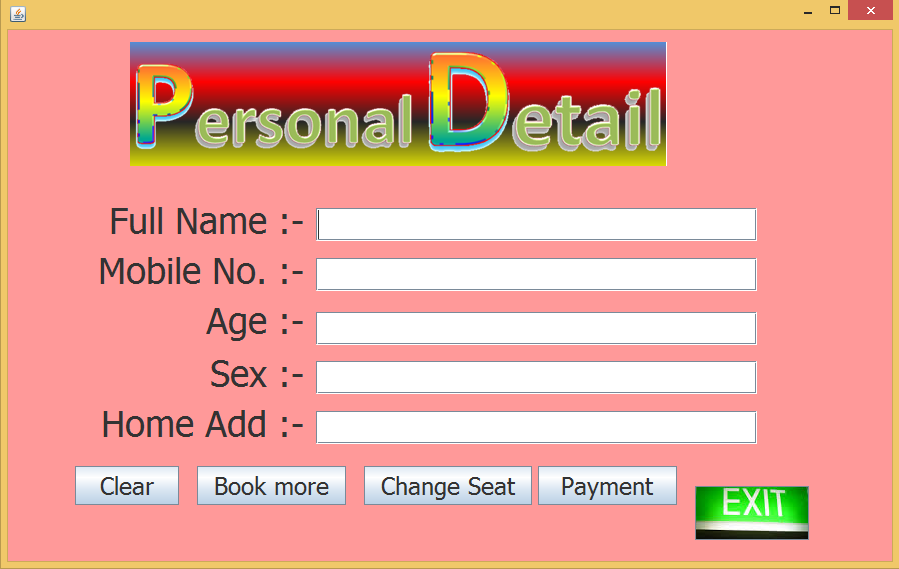 Personal Detail
Full Name :-
Mobile No. :-
Age :-
Sex :-
Home Add :-
Clear Book more Change Seat Payment
EXIT